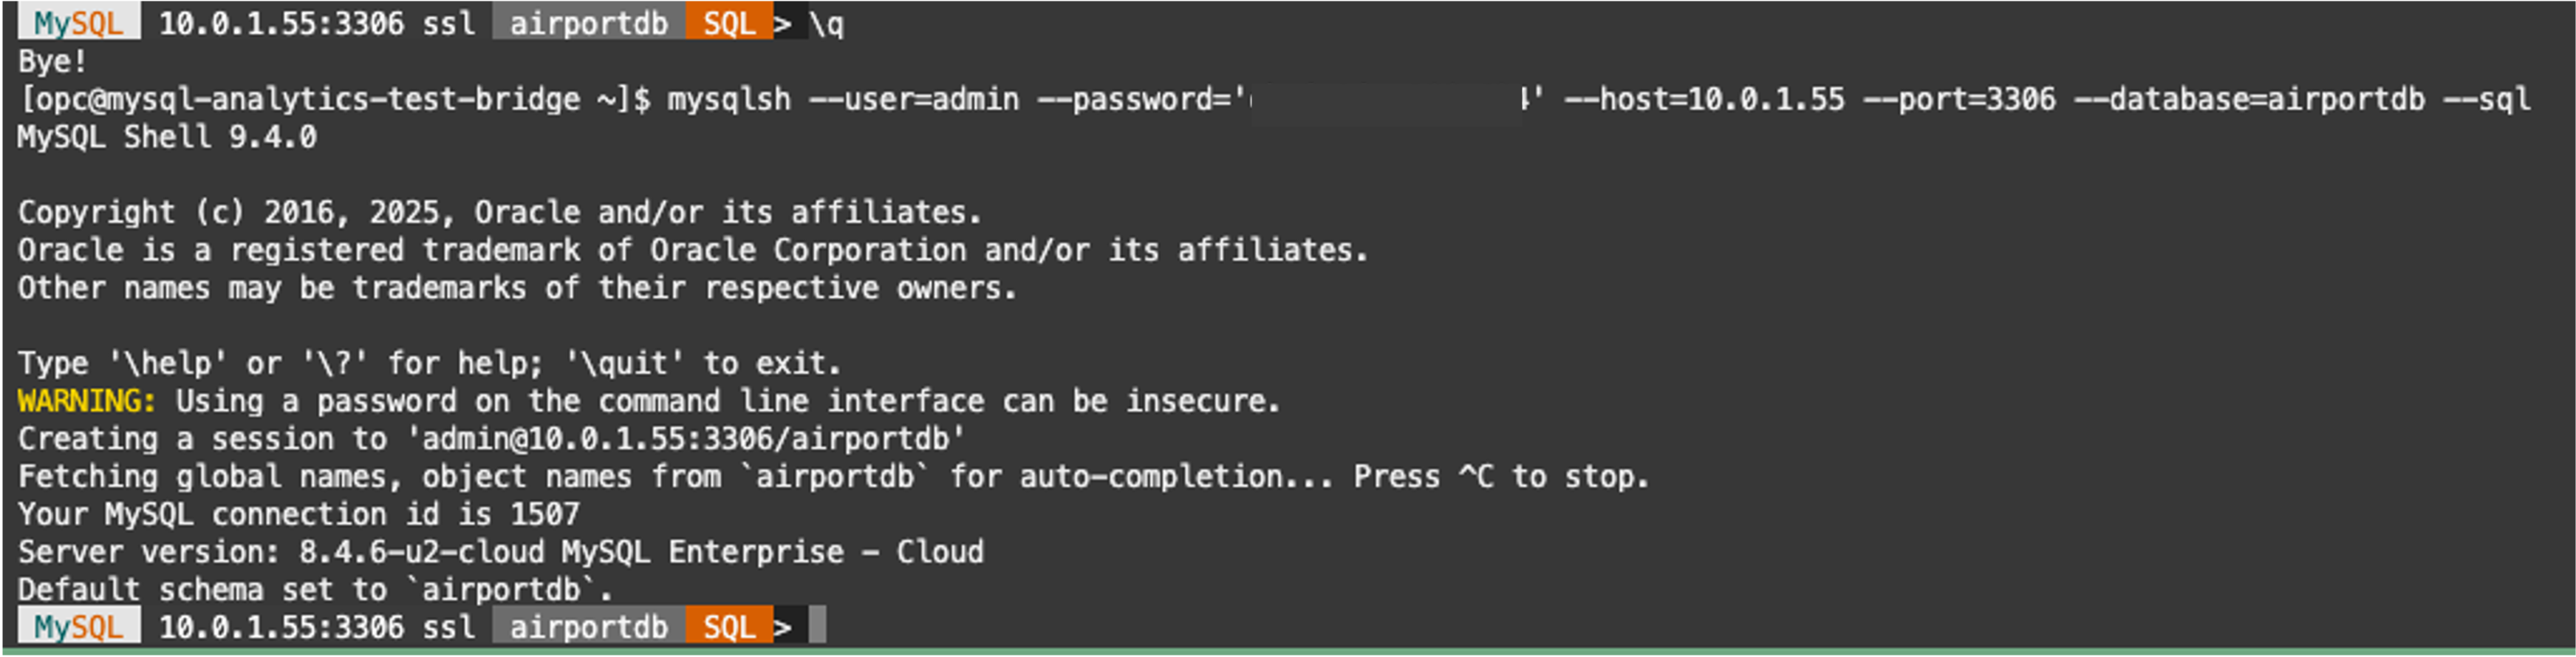 MySQL 10.0.1.55:3306 ssl airportdb SQL > \q
Bye!
[opc@mysql-analytics-test-bridge ~]$ mysqlsh --user=admin --password=' ' --host=10.0.1.55 --port=3306 --database=airportdb --sql
MySQL Shell 9.4.0
Copyright (c) 2016, 2025, Oracle and/or its affiliates.
Oracle is a registered trademark of Oracle Corporation and/or its affiliates.
Other names may be trademarks of their respective owners.
Type '\help' or '\?' for help; '\quit' to exit.
WARNING: Using a password on the command line interface can be insecure.
Creating a session to 'admin@10.0.1.55:3306/airportdb'
Fetching global names, object names from `airportdb` for auto-completion... Press ^C to stop.
Your MySQL connection id is 1507
Server version: 8.4.6-u2-cloud MySQL Enterprise - Cloud
Default schema set to `airportdb`.
MySQL 10.0.1.55:3306 ssl airportdb SQL >